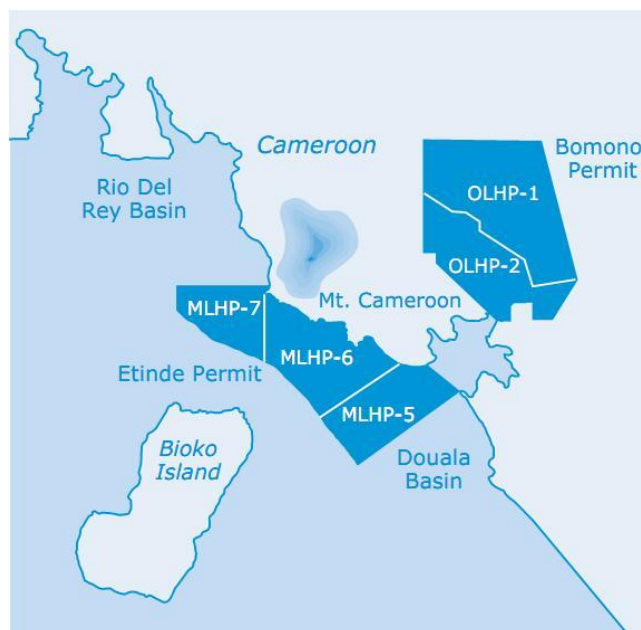 Cameroon
Bomono
Permit
OLHP-1
Rio Del
Rey Basin
OLHP-2
MLHP-7
Mt. Cameroon
MLHP-6
Etinde Permit
MLHP-5
Bioko
Island
Douala
Basin